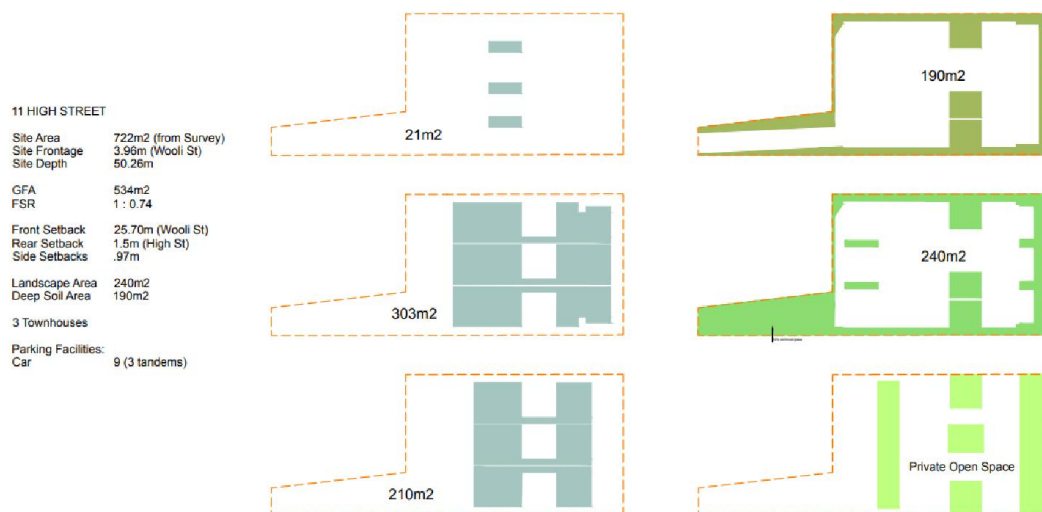 11 HIGH STREET
Site Area 722m2 (from Survey)
Site Frontage 3.96m (Wooli St)
Site Depth 50.26m
GFA 534m2
FSR 1 : 0.74
Front Setback 25.70m (Wooli St)
Rear Setback 1.5m (High St)
Side Setbacks .97m
Landscape Area 240m2
Deep Soil Area 190m2
3 Townhouses
Parking Facilities:
Car 9 (3 tandems)
21m2
190m2
303m2
240m2
210m2
Private Open Space